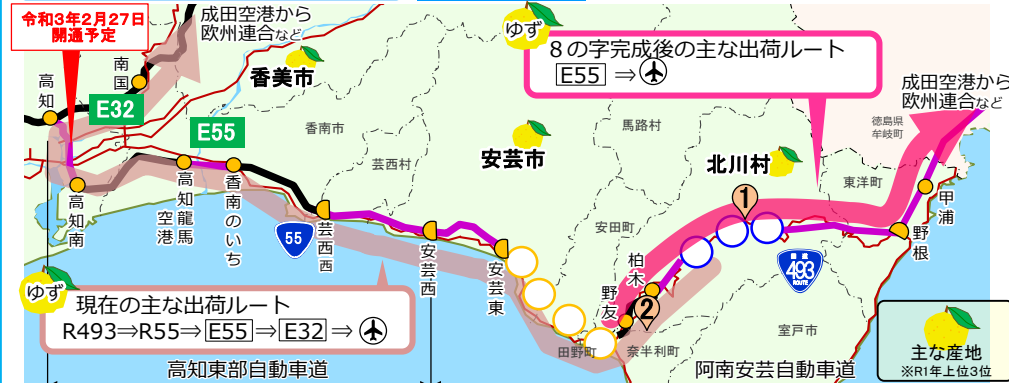 令和3年2月27日
開通予定
成田空港から
欧州連合など
ゆず
8の字完成後の主な出荷ルート
E55 ⇒
成田空港から
欧州連合など
高知
南国
香美市
E32
E55
香南市
馬路村
徳島県
牟岐町
芸西村
安芸市
北川村
東洋町
高知南
高知龍馬空港
香南のいち
芸西西
55
安芸西
安芸東
安田町
柏木
野友
1
2
国道
493
ROUTE
甲浦
野根
ゆず
現在の主な出荷ルート
R493⇒R55⇒E55⇒E32⇒
田野町
奈半利町
室戸市
主な産地
※R1年上位3位
高知東部自動車道
阿南安芸自動車道